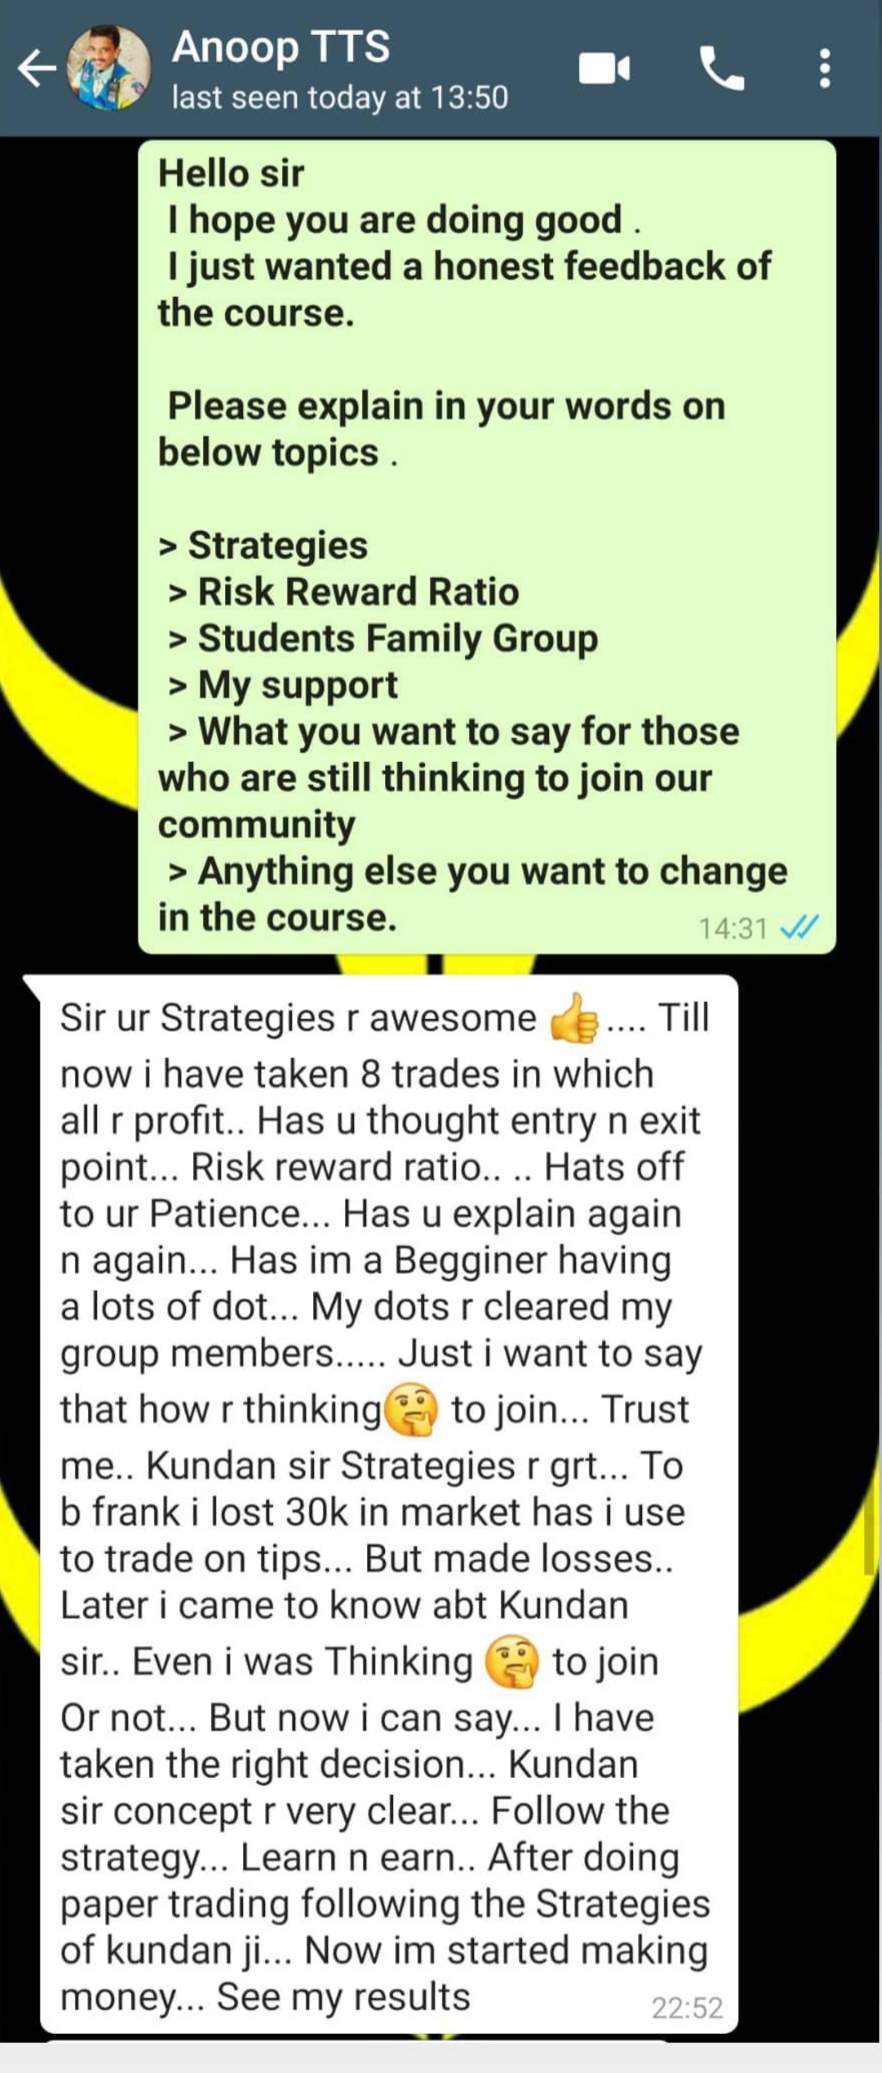 Anoop TTS
last seen today at 13:50
Hello sir
I hope you are doing good .
I just wanted a honest feedback of
the course.
Please explain in your words on
below topics .
> Strategies
> Risk Reward Ratio
> Students Family Group
> My support
> What you want to say for those
who are still thinking to join our
community
> Anything else you want to change
in the course.
14:31
Sir ur Strategies r awesome 👍.... Till
now i have taken 8 trades in which
all r profit.. Has u thought entry n exit
point... Risk reward ratio.. .. Hats off
to ur Patience... Has u explain again
n again... Has im a Begginer having
a lots of dot... My dots r cleared my
group members..... Just i want to say
that how r thinking🤔 to join... Trust
me.. Kundan sir Strategies r grt... To
b frank i lost 30k in market has i use
to trade on tips... But made losses..
Later i came to know abt Kundan
sir.. Even i was Thinking 🤔 to join
Or not... But now i can say... I have
taken the right decision... Kundan
sir concept r very clear... Follow the
strategy... Learn n earn.. After doing
paper trading following the Strategies
of kundan ji... Now im started making
money... See my results
22:52